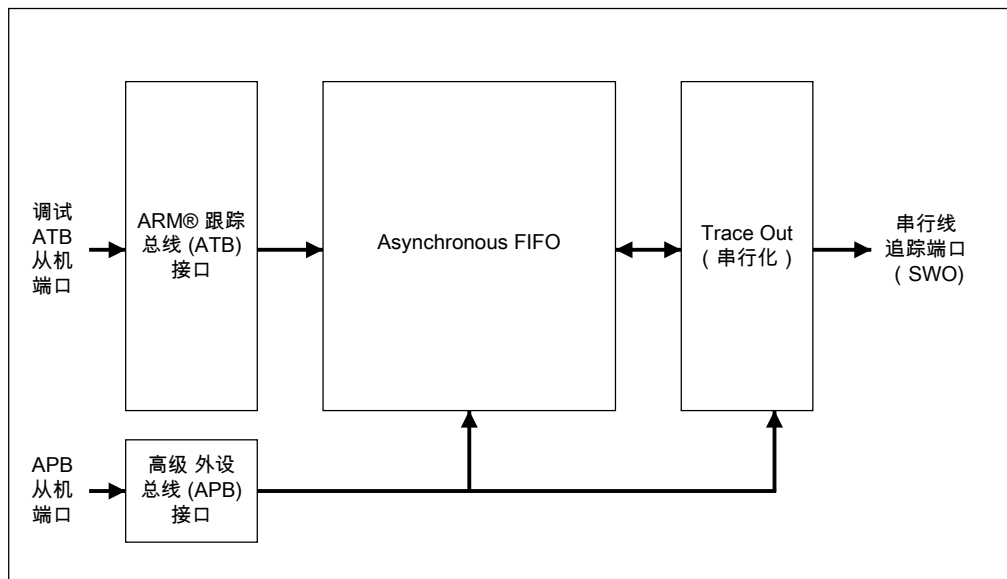 调试
ATB
从机
端口
ARM® 跟踪
总线 (ATB)
接口
Asynchronous FIFO
Trace Out
( 串行化 )
串行线
追踪端口
( SWO)
APB
从机
端口
高级 外设
总线 (APB)
接口